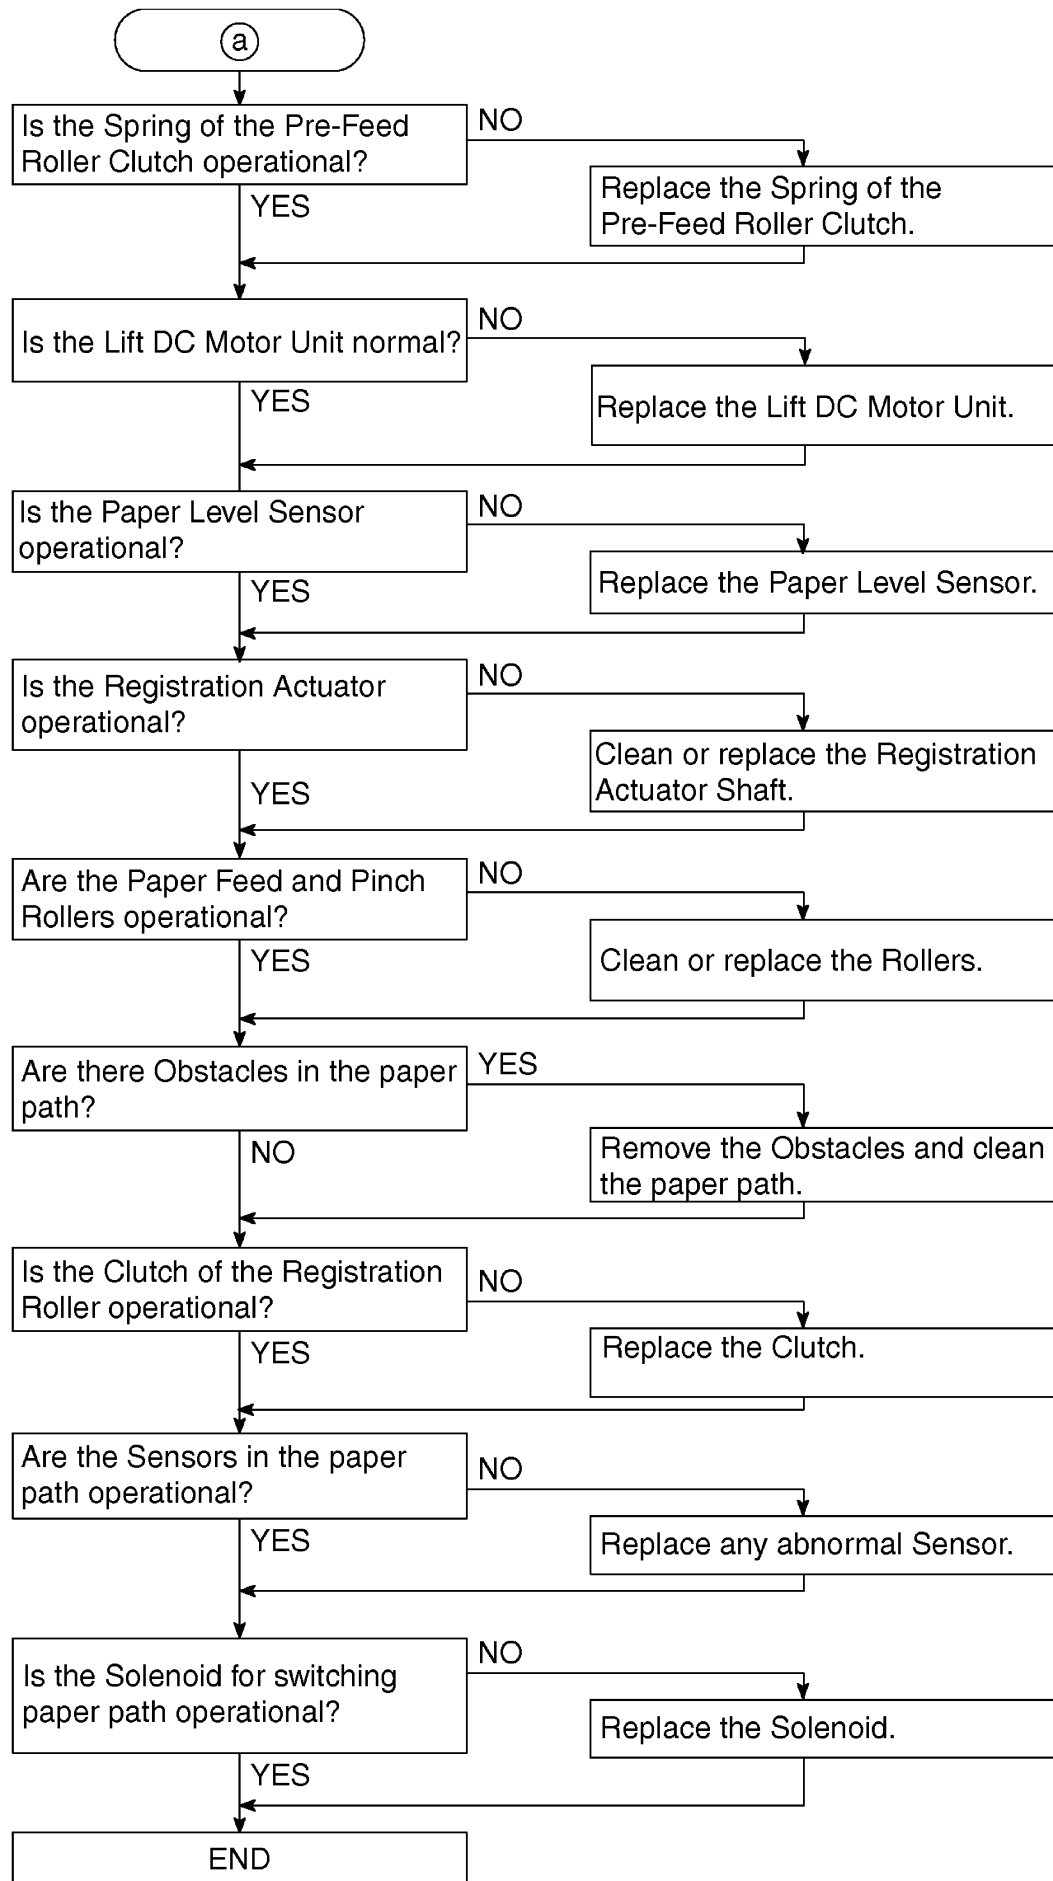 a
Is the Spring of the Pre-Feed
Roller Clutch operational?
NO
YES
Replace the Spring of the
Pre-Feed Roller Clutch.
Is the Lift DC Motor Unit normal?
NO
YES
Replace the Lift DC Motor Unit.
Is the Paper Level Sensor
operational?
NO
YES
Replace the Paper Level Sensor.
Is the Registration Actuator
operational?
NO
YES
Clean or replace the Registration
Actuator Shaft.
Are the Paper Feed and Pinch
Rollers operational?
NO
YES
Clean or replace the Rollers.
Are there Obstacles in the paper
path?
YES
NO
Remove the Obstacles and clean
the paper path.
Is the Clutch of the Registration
Roller operational?
NO
YES
Replace the Clutch.
Are the Sensors in the paper
path operational?
NO
YES
Replace any abnormal Sensor.
Is the Solenoid for switching
paper path operational?
NO
YES
Replace the Solenoid.
END